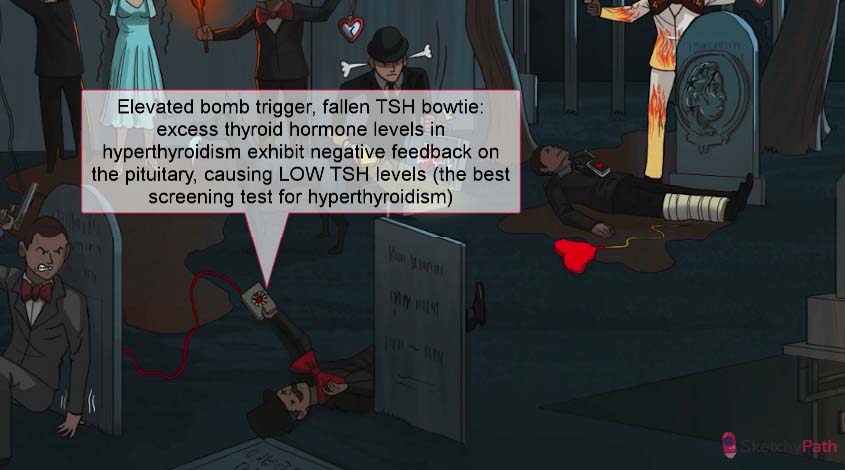 Elevated bomb trigger, fallen TSH bowtie:
excess thyroid hormone levels in
hyperthyroidism exhibit negative feedback on
the pituitary, causing LOW TSH levels (the best
screening test for hyperthyroidism)
SketchyPath